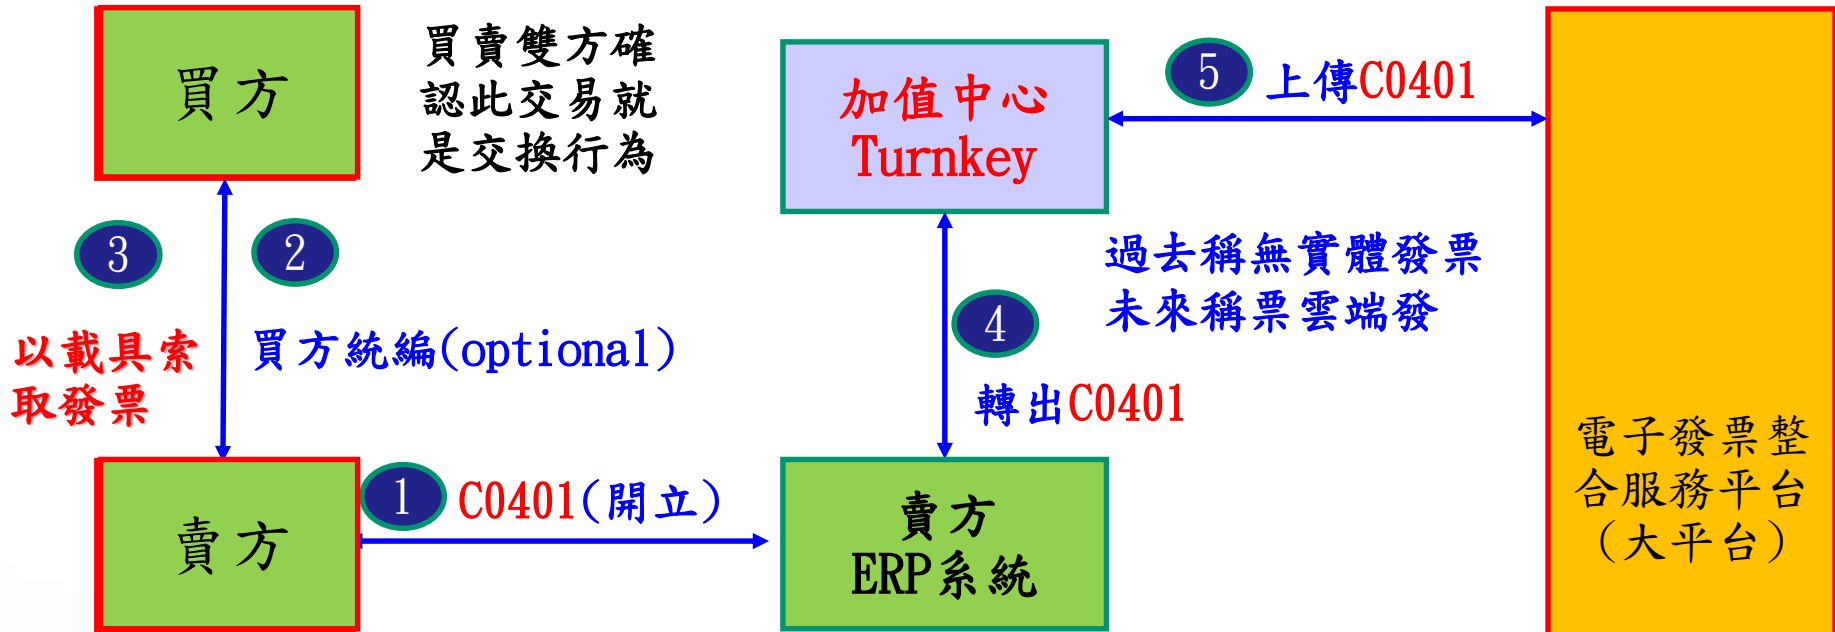 買方
買賣雙方確
認此交易就
是交換行為
加值中心
Turnkey
5
上傳C0401
3
2
過去稱無實體發票
未來稱票雲端發
4
以載具索
取發票
買方統編(optional)
轉出C0401
電子發票整
合服務平台
(大平台)
1
C0401(開立)
賣方
賣方
ERP系統